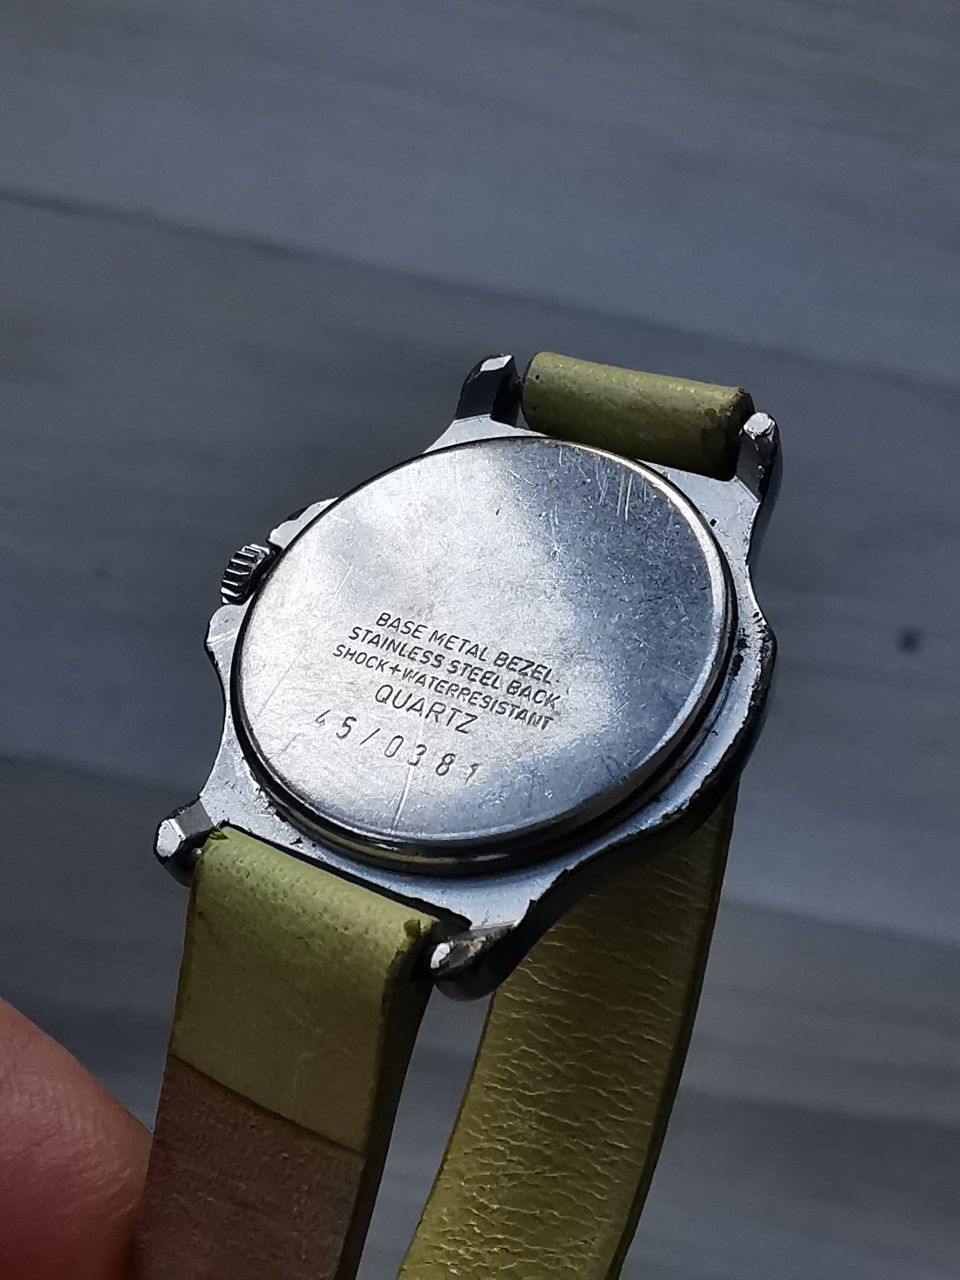 BASE METAL BEZEL
STAINLESS STEEL BACK
SHOCK+WATERRESISTANT
QUARTZ
45/0381